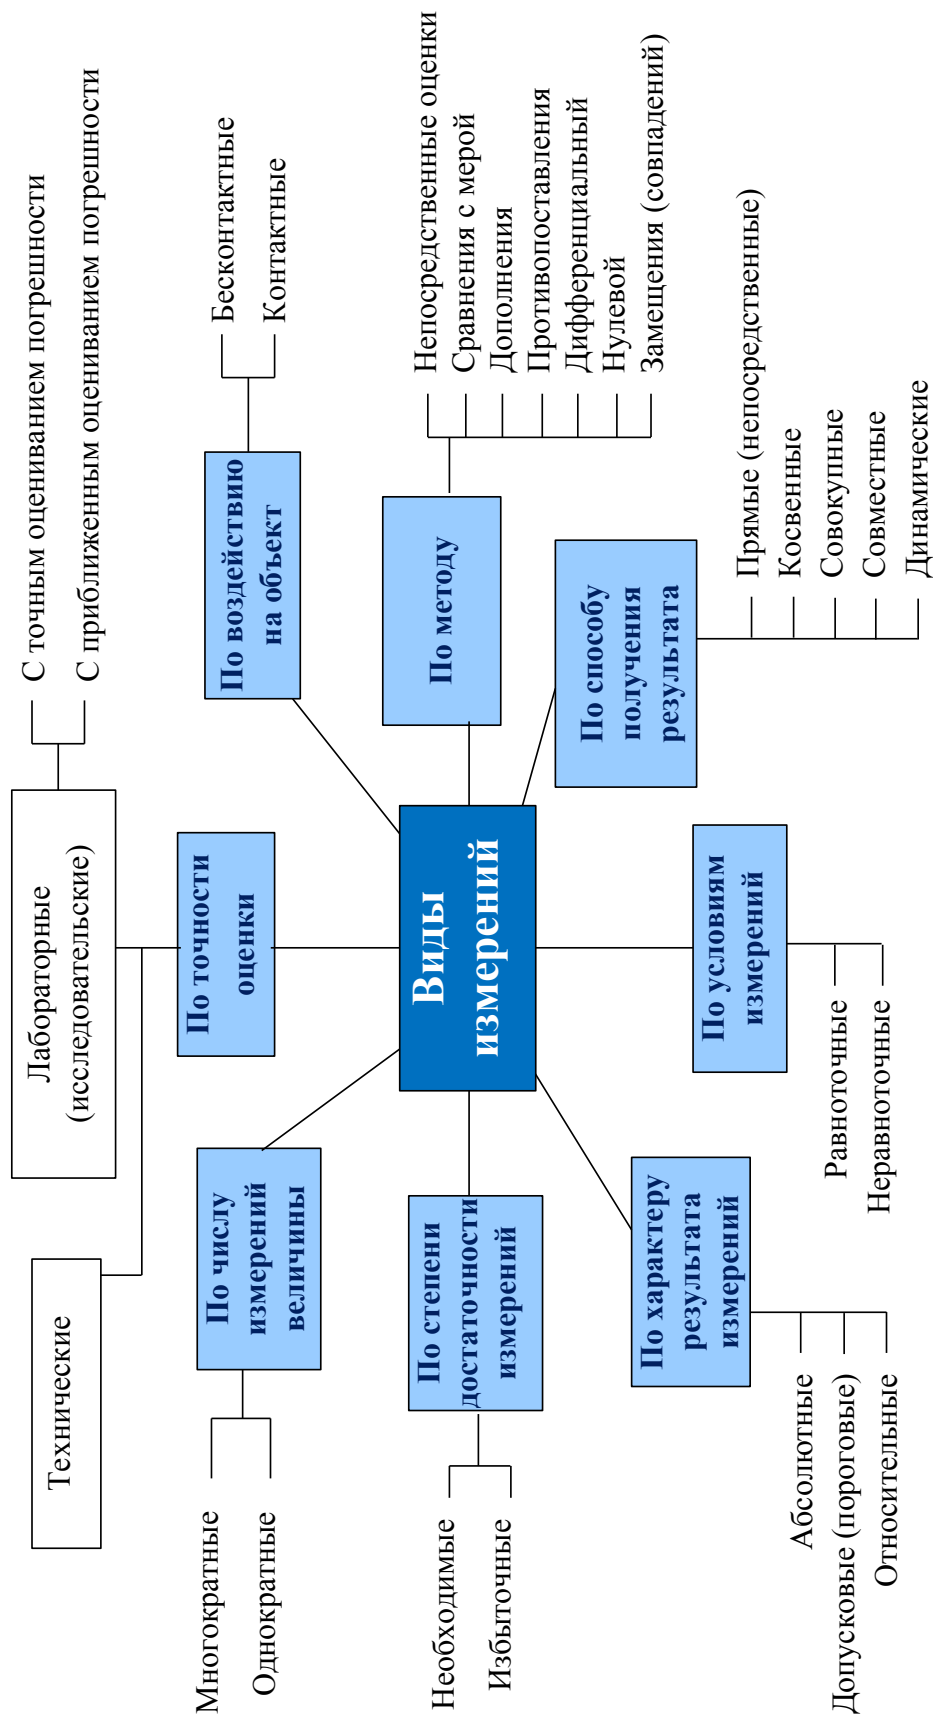 Технические
Лабораторные
(исследовательские)
С точным оцениванием погрешности
С приближенным оцениванием погрешности
По точности
оценки
Многократные
Однократные
По числу
измерений
величины
По воздействию
на объект
Бесконтактные
Контактные
Необходимые
Избыточные
По степени
достаточности
измерений
Виды
измерений
По методу
Непосредственные оценки
Сравнения с мерой
Дополнения
Противопоставления
Дифференциальный
Нулевой
Замещения (совпадений)
По характеру
результата
измерений
Абсолютные
Допусковые (пороговые)
Относительные
По условиям
измерений
Равноточные
Неравноточные
По способу
получения
результата
Прямые (непосредственные)
Косвенные
Совокупные
Совместные
Динамические